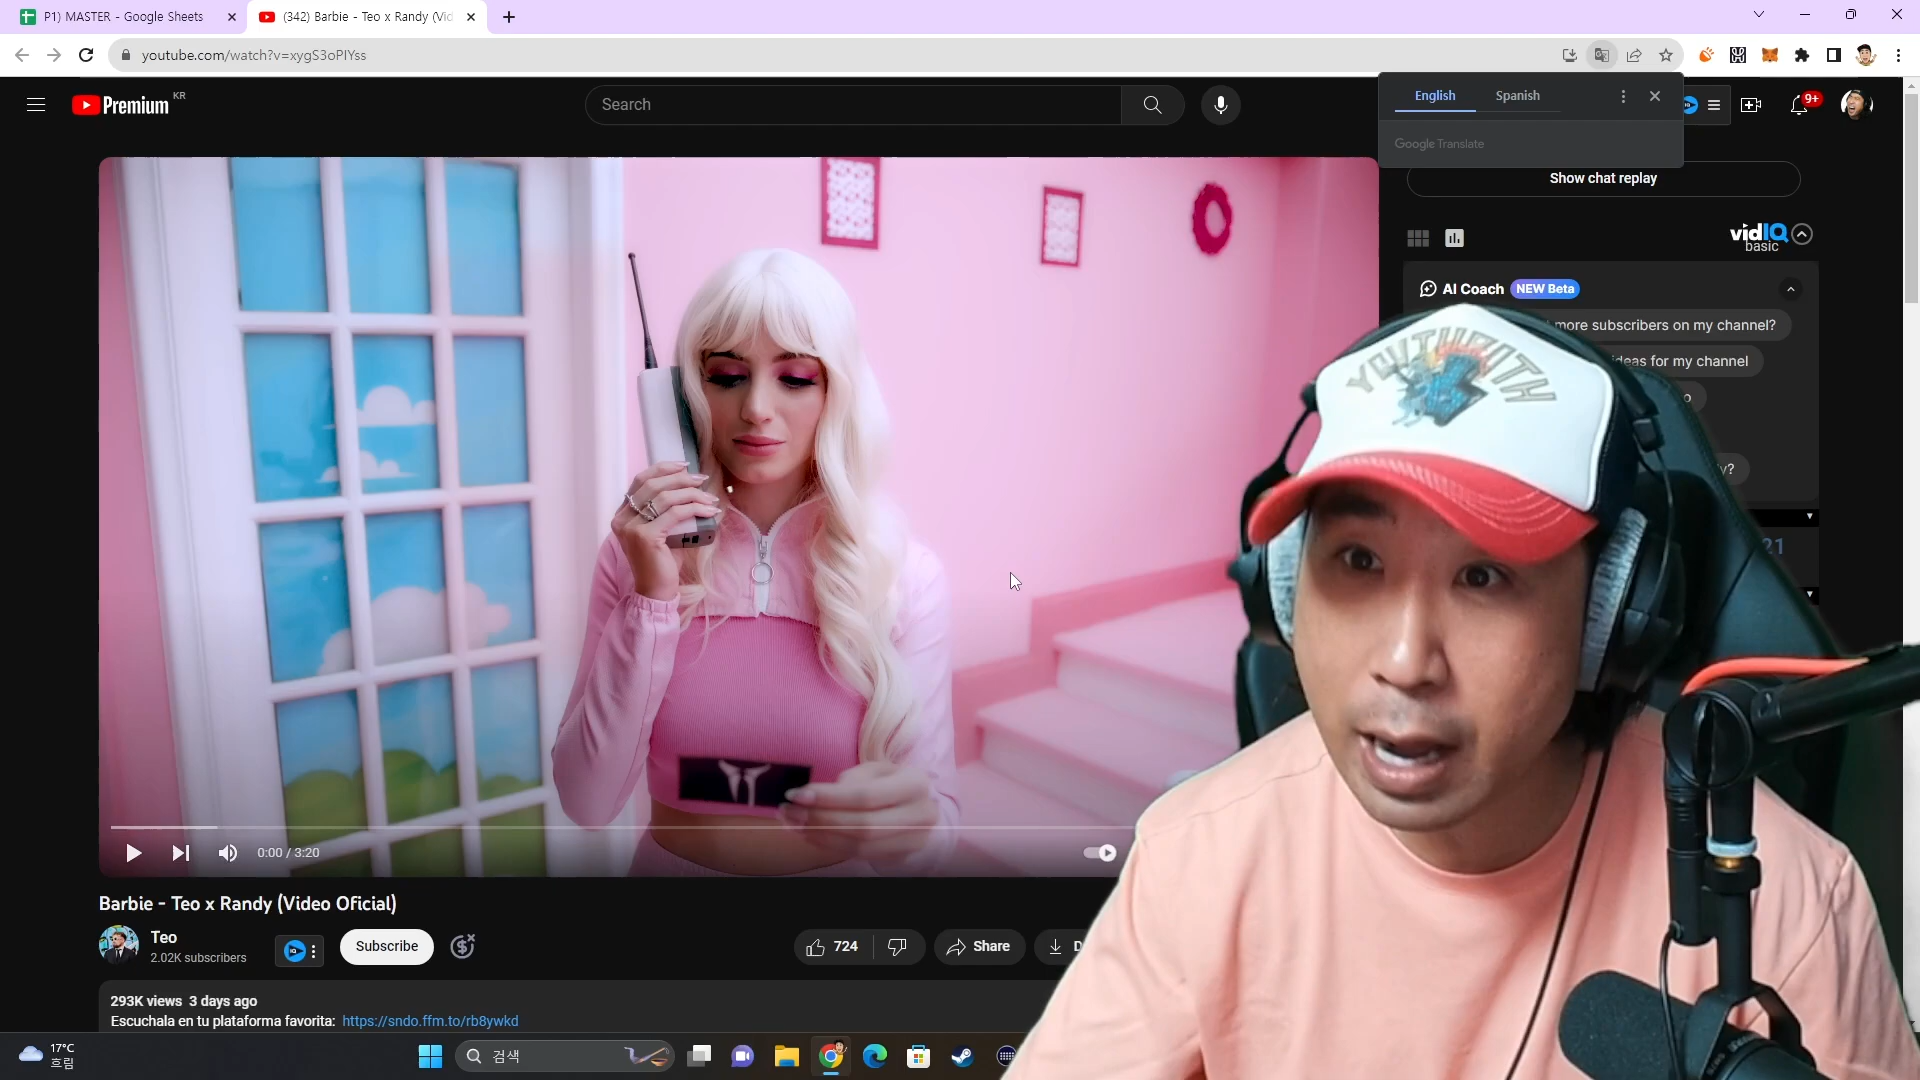 P1) MASTER - Google Sheets
(342) Barbie - Teo x Randy (Vid
youtube.com/watch?v=xygS3oPIYss
English
Spanish
Google Translate
Premium
KR
Search
9+
Show chat replay
vidIQ
basic
AI Coach
NEW Beta
more subscribers on my channel?
ideas for my channel
YOUTHPATH
21
0:00 / 3:20
Barbie - Teo x Randy (Video Oficial)
Teo
2.02K subscribers
Subscribe
724
Share
293K views 3 days ago
Escuchala en tu plataforma favorita: https://sndo.ffm.to/rb8ywkd
17°C
흐림
검색